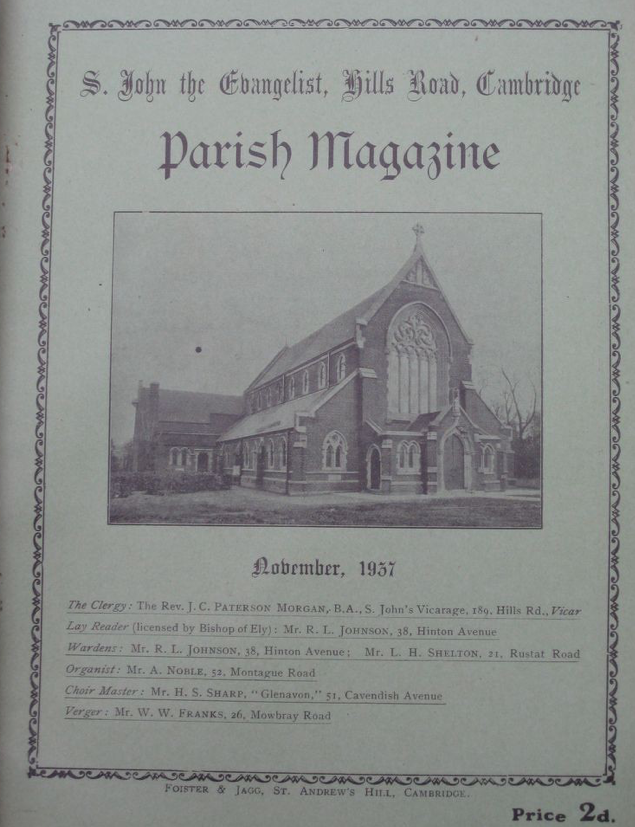 S. John the Evangelist, Hills Road, Cambridge
Parish Magazine
November, 1937
The Clergy: The Rev. J. C. PATERSON MORGAN, B.A., S. John's Vicarage, 189, Hills Rd., Vicar
Lay Reader (licensed by Bishop of Ely): Mr. R. L. JOHNSON, 38, Hinton Avenue
Wardens: Mr. R. L. JOHNSON, 38, Hinton Avenue; Mr. L. H. SHELTON, 21, Rustat Road
Organist: Mr. A. NOBLE, 52, Montague Road
Choir Master: Mr. H. S. SHARP, "Glenavon," 51, Cavendish Avenue
Verger: Mr. W. W. FRANKS, 26, Mowbray Road
FOISTER & JAGG, ST. ANDREW'S HILL, CAMBRIDGE.
Price 2d.